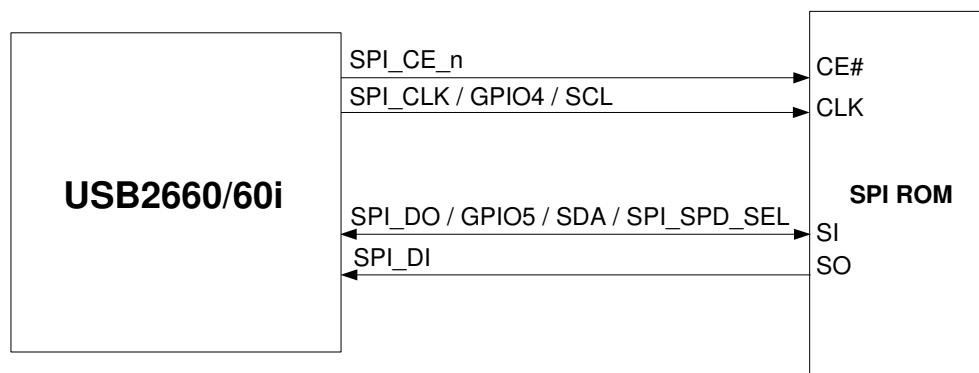 SPI_CE_n
CE#
SPI_CLK / GPIO4 / SCL
CLK
USB2660/60i
SPI ROM
SPI_DO / GPIO5 / SDA / SPI_SPD_SEL
SI
SPI_DI
SO